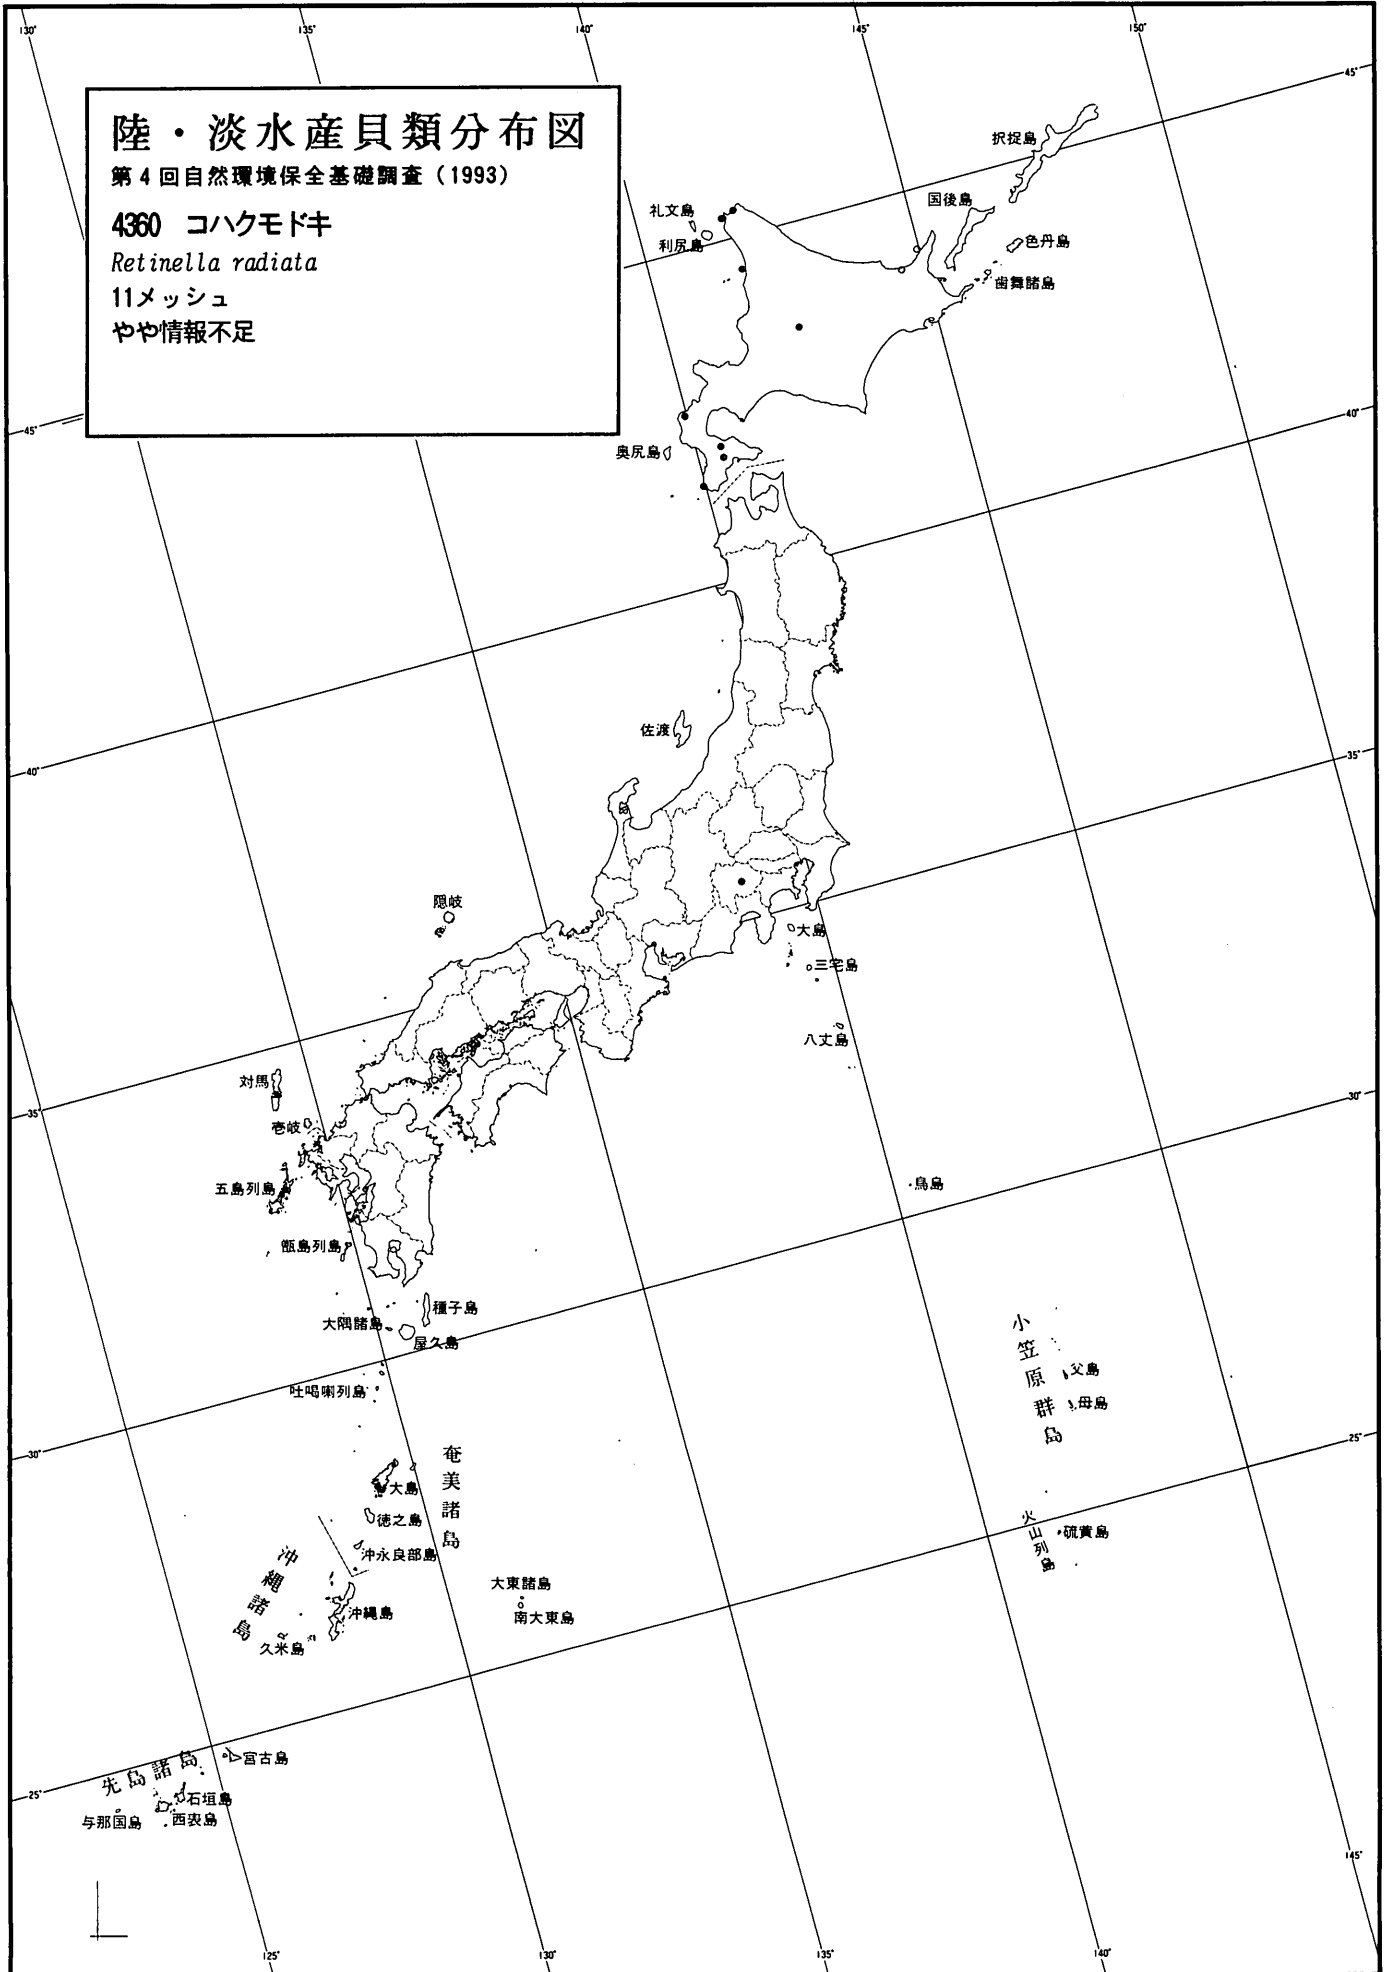 130°
135°
140°
145°
150°
陸・淡水産貝類分布図
第4回自然環境保全基礎調査（1993）
4360 コハクモドキ
Retinella radiata
11メッシュ
やや情報不足
45°
択捉島
国後島
色丹島
歯舞諸島
礼文島
利尻島
45°
40°
奥尻島
佐渡
40°
35°
隠岐
大島
三宅島
八丈島
対馬
壱岐
35°
30°
五島列島
鳥島
甑島列島
種子島
大隅諸島
屋久島
吐噶喇列島
小笠原群島
父島
母島
30°
25°
奄美諸島
大島
徳之島
沖永良部島
火山列島
硫黄島
沖縄諸島
沖縄島
久米島
大東諸島
南大東島
先島諸島
宮古島
石垣島
西表島
与那国島
25°
145°
125°
130°
135°
140°